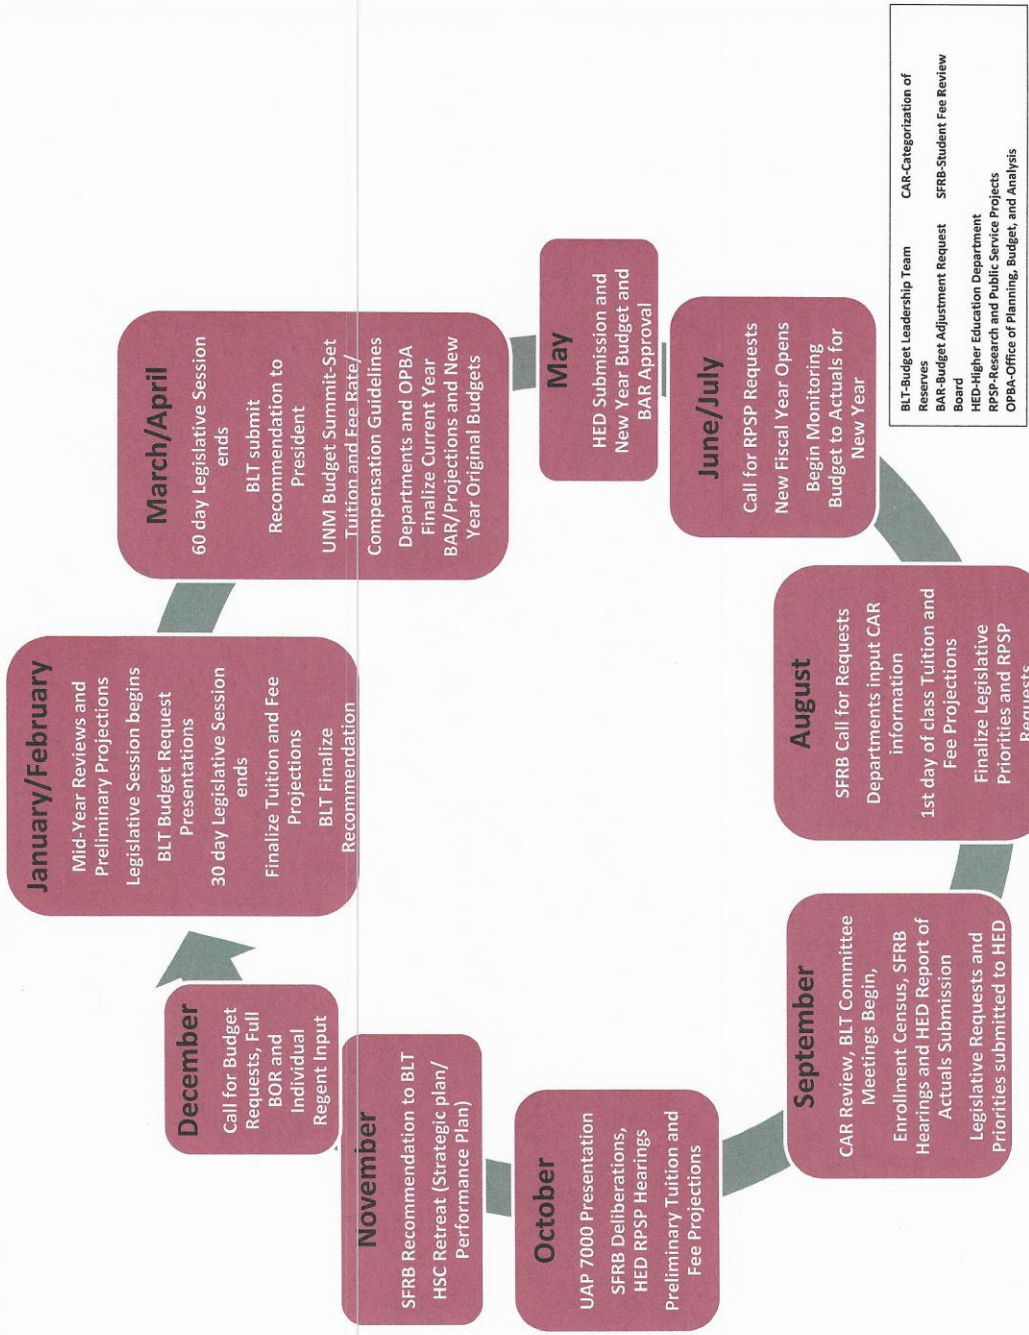 January/February
Mid-Year Reviews and
Preliminary Projections
Legislative Session begins
BLT Budget Request
Presentations
30 day Legislative Session
ends
Finalize Tuition and Fee
Projections
BLT Finalize
Recommendation
March/April
60 day Legislative Session
ends
BLT submit
Recommendation to
President
UNM Budget Summit-Set
Tuition and Fee Rate/
Compensation Guidelines
Departments and OPBA
Finalize Current Year
BAR/Projections and New
Year Original Budgets
May
HED Submission and
New Year Budget and
BAR Approval
June/July
Call for RPSP Requests
New Fiscal Year Opens
Begin Monitoring
Budget to Actuals for
New Year
August
SFRB Call for Requests
Departments input CAR
information
1st day of class Tuition and
Fee Projections
Finalize Legislative
Priorities and RPSP
Requests
September
CAR Review, BLT Committee
Meetings Begin,
Enrollment Census, SFRB
Hearings and HED Report of
Actuals Submission
Legislative Requests and
Priorities submitted to HED
October
UAP 7000 Presentation
SFRB Deliberations,
HED RPSP Hearings
Preliminary Tuition and
Fee Projections
November
SFRB Recommendation to BLT
HSC Retreat (Strategic plan/
Performance Plan)
December
Call for Budget
Requests, Full
BOR and
Individual
Regent Input
BLT-Budget Leadership Team CAR-Categorization of
Reserves
BAR-Budget Adjustment Request SFRB-Student Fee Review
Board
HED-Higher Education Department
RPSP-Research and Public Service Projects
OPBA-Office of Planning, Budget, and Analysis